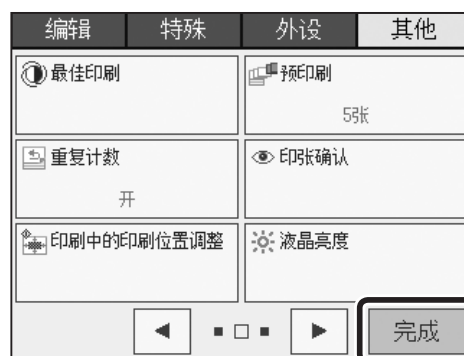 编辑 特殊 外设 其他
最佳印刷 预印刷
5张
重复计数 印张确认
开
印刷中的印刷位置调整 液晶亮度
完成